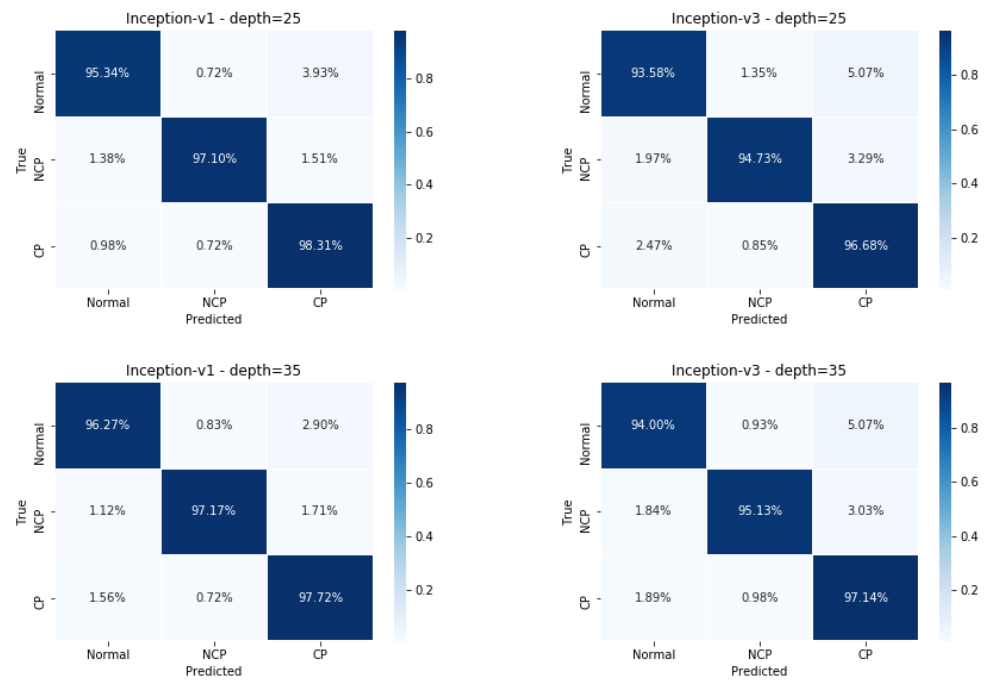 Inception-v1 - depth=25
Normal 95.34% 0.72% 3.93% 0.8
0.6
True NCP 1.38% 97.10% 1.51% 0.4
CP 0.98% 0.72% 98.31% 0.2
Normal NCP CP
Predicted
Inception-v3 - depth=25
Normal 93.58% 1.35% 5.07% 0.8
0.6
True NCP 1.97% 94.73% 3.29% 0.4
CP 2.47% 0.85% 96.68% 0.2
Normal NCP CP
Predicted
Inception-v1 - depth=35
Normal 96.27% 0.83% 2.90% 0.8
0.6
True NCP 1.12% 97.17% 1.71% 0.4
CP 1.56% 0.72% 97.72% 0.2
Normal NCP CP
Predicted
Inception-v3 - depth=35
Normal 94.00% 0.93% 5.07% 0.8
0.6
True NCP 1.84% 95.13% 3.03% 0.4
CP 1.89% 0.98% 97.14% 0.2
Normal NCP CP
Predicted